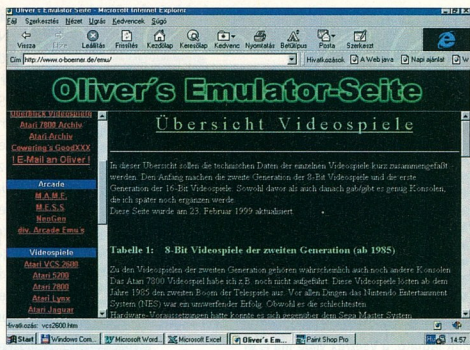 Oliver's Emulator-Seite - Microsoft Internet Explorer
Fájl Szerkesztés Nézet Ugrás Kedvencek Súgó
Vissza Leállítás Frissítés Kezdőlap Keresőlap Kedvenc Nyomtatás Betűtípus Posta Szerkeszt
Cím http://www.o-boerner.de/emu/ Hivatkozások A Web java Napi ajánlat
Oliver's Emulator-Seite
Überblick Videospiele
Atari 7800 Archiv
Atari Archiv
Cowering's GoodXXX
! E-Mail an Oliver !
Arcade
M.A.M.E.
M.E.S.S.
NeoGeo
div. Arcade Emu's
Videospiele
Atari VCS 2600
Atari 5200
Atari 7800
Atari Lynx
Atari Jaguar
Übersicht Videospiele
In dieser Übersicht sollen die technischen Daten der einzelnen Videospiele kurz zusammengefaßt
werden. Den Anfang machen die zweite Generation der 8-Bit Videospiele und die erste
Generation der 16-Bit Videospiele. Sowohl davor als auch danach gab/gibt es genug Konsolen,
die ich später noch ergänzen werde.
Diese Seite wurde am 23. Februar 1999 aktualisiert.
Tabelle 1: 8-Bit Videospiele der zweiten Generation (ab 1985)
Zu den Videospielen der zweiten Generation gehören wahrscheinlich auch noch andere Konsolen.
Das Atari 7800 Videospiel habe ich z.B. noch nicht aufgeführt. Diese Videospiele lösten ab dem
Jahre 1985 den zweiten Boom der Telespiele aus. Vor allen Dingen das Nintendo Entertainment
System (NES) war ein umwerfender Erfolg. Obwohl es die schlechtesten
Hardware-Voraussetzungen hatte konnte es sich gegenüber dem Sega Master System
Hivatkozás: vcs2600.htm
Start Windows Com... Microsoft Word... Microsoft Excel Oliver's Em... Paint Shop Pro 14:57